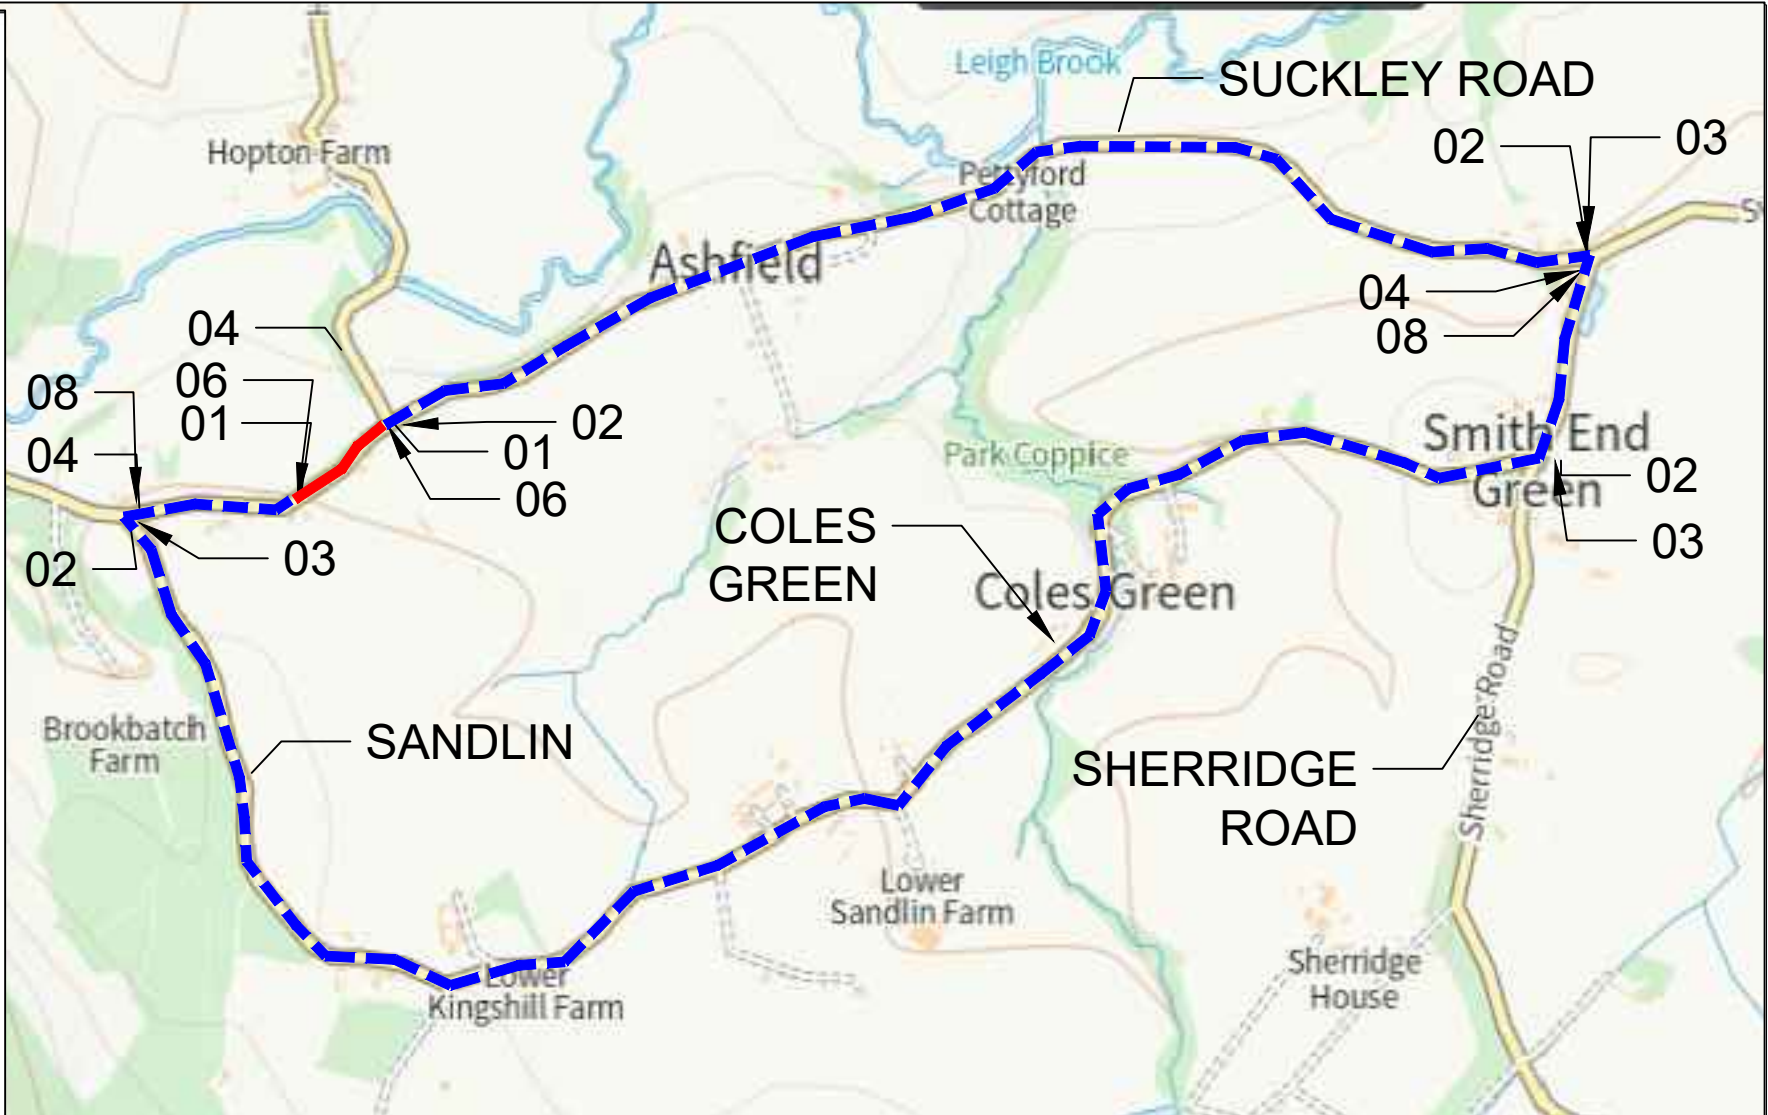 Leigh Brook
SUCKLEY ROAD
03
02
Hopton Farm
Pettyford
Cottage
Ashfield
04
08
04
06
01
08
04
02
01
06
02
03
Smith End
Green
02
03
Park Coppice
COLES
GREEN
Coles Green
Brookbatch
Farm
SANDLIN
SHERRIDGE
ROAD
Sherridge Road
Lower
Sandlin Farm
Lower
Kingshill Farm
Sherridge
House